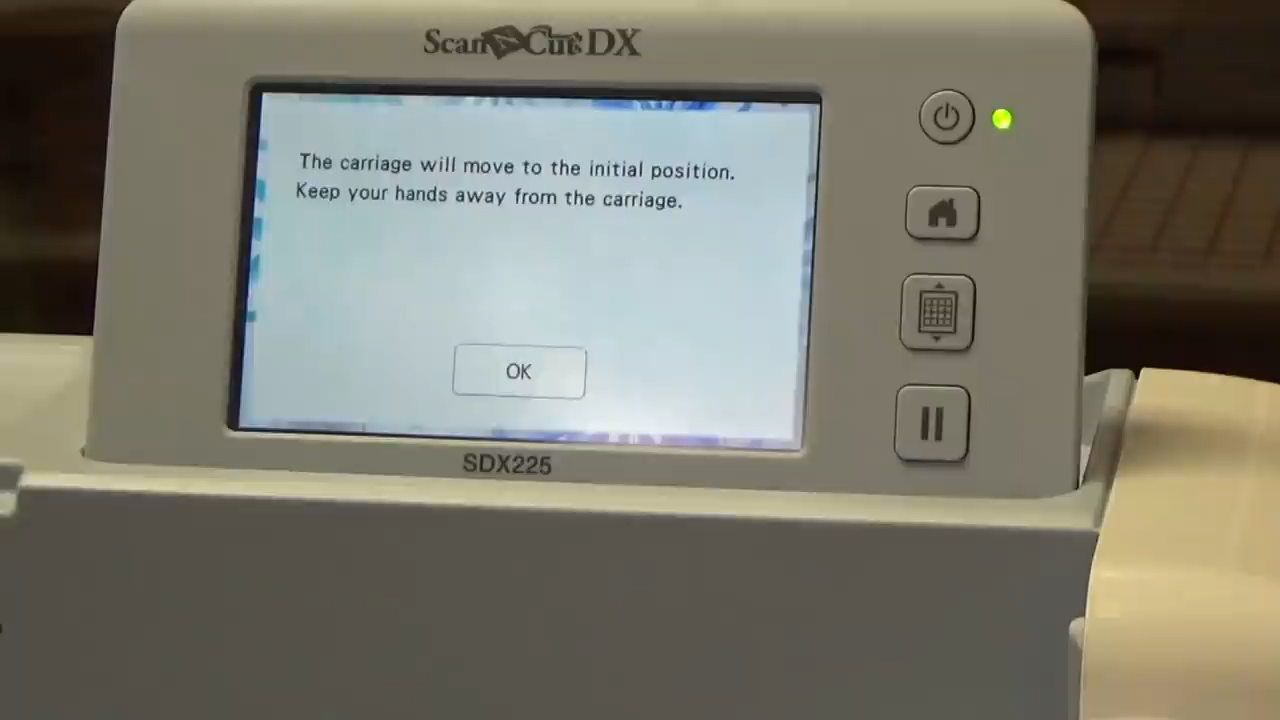 ScanNCut DX
The carriage will move to the initial position.
Keep your hands away from the carriage.
OK
SDX225